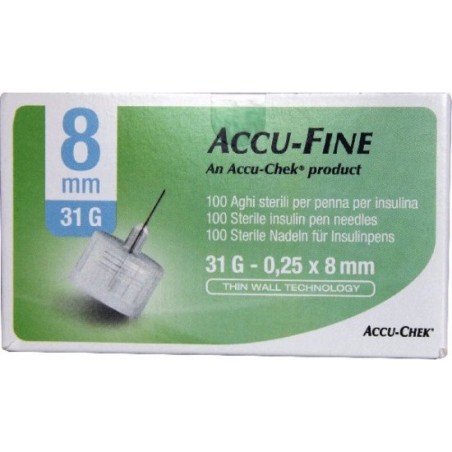 8
mm
31 G
ACCU-FINE
An Accu-Chek® product
100 Aghi sterili per penna per insulina
100 Sterile insulin pen needles
100 Sterile Nadeln für Insulinpens
31 G - 0,25 x 8 mm
THIN WALL TECHNOLOGY
ACCU-CHEK®